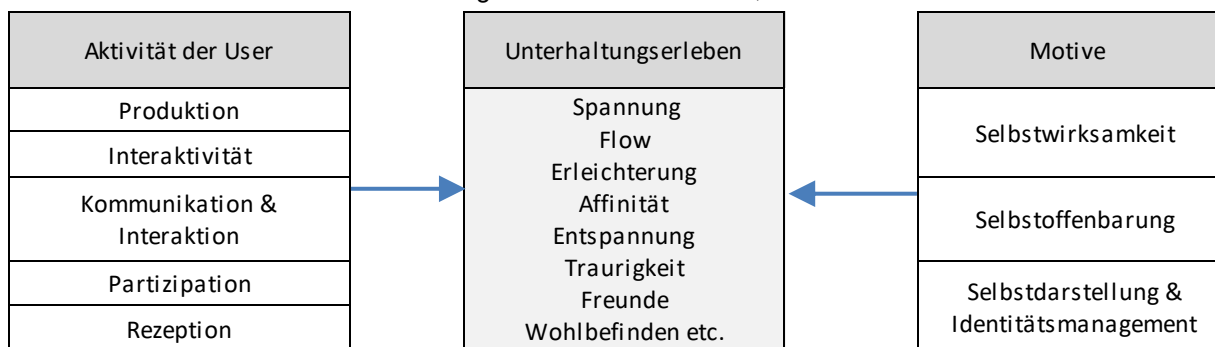 Aktivität der User
Produktion
Interaktivität
Kommunikation &
Interaktion
Partizipation
Rezeption
Unterhaltungserleben
Spannung
Flow
Erleichterung
Affinität
Entspannung
Traurigkeit
Freunde
Wohlbefinden etc.
Motive
Selbstwirksamkeit
Selbstoffenbarung
Selbstdarstellung &
Identitätsmanagement